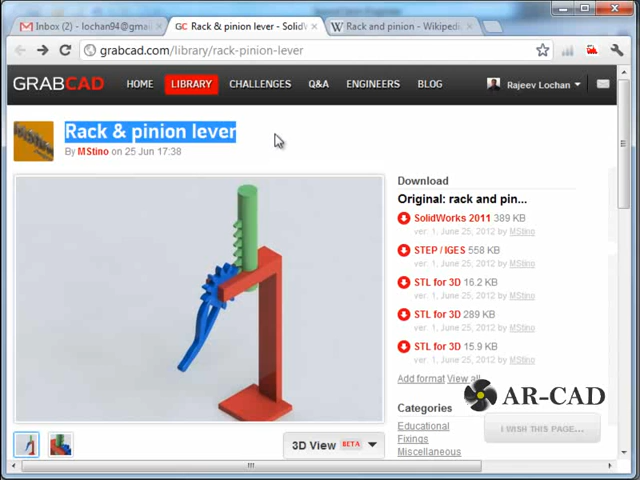 Inbox (2) - lochan94@gmai
GC Rack & pinion lever - SolidW
W Rack and pinion - Wikipedi
grabcad.com/library/rack-pinion-lever
GRABCAD
HOME
LIBRARY
CHALLENGES
Q&A
ENGINEERS
BLOG
Rajeev Lochan
Rack & pinion lever
By MStino on 25 Jun 17:38
Download
Original: rack and pin...
SolidWorks 2011 389 KB
ver. 1, June 25, 2012 by MStino
STEP / IGES 558 KB
ver. 1, June 25, 2012 by MStino
STL for 3D 16.2 KB
ver. 1, June 25, 2012 by MStino
STL for 3D 289 KB
ver. 1, June 25, 2012 by MStino
STL for 3D 15.9 KB
ver. 1, June 25, 2012 by MStino
Add format View all
AR-CAD
Categories
Educational
Fixings
Miscellaneous
I WISH THIS PAGE...
3D View BETA